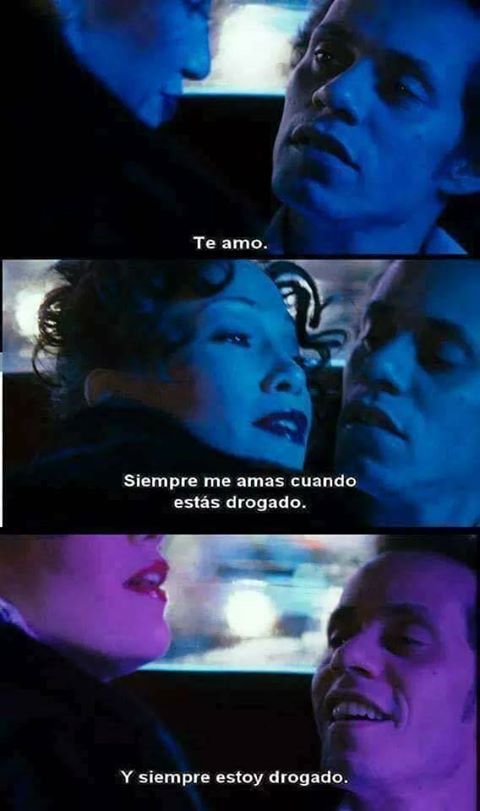 Te amo.
Siempre me amas cuando
estás drogado.
Y siempre estoy drogado.